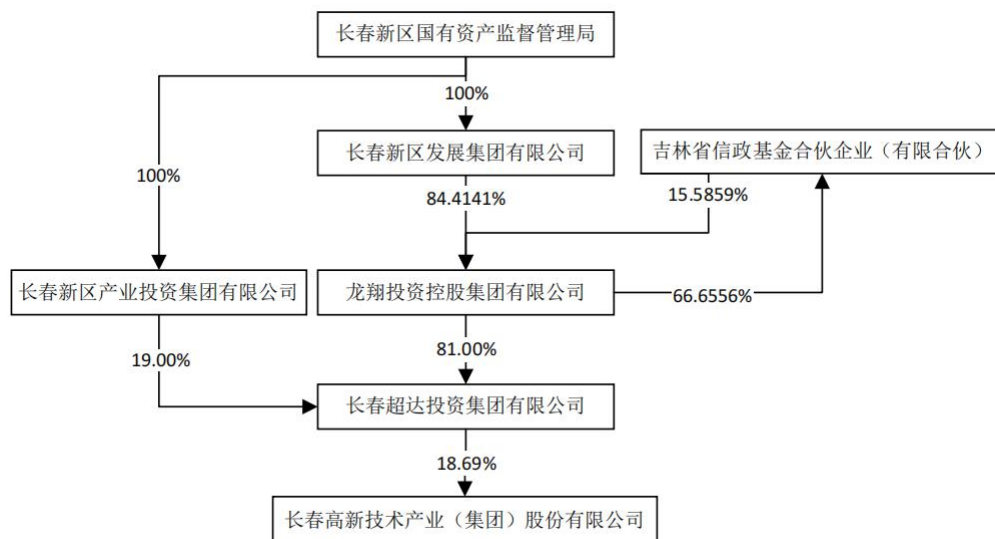 长春新区国有资产监督管理局
100%
长春新区发展集团有限公司
吉林省信政基金合伙企业（有限合伙）
100%
84.4141%
15.5859%
长春新区产业投资集团有限公司
龙翔投资控股集团有限公司
66.6556%
19.00%
81.00%
长春超达投资集团有限公司
18.69%
长春高新技术产业（集团）股份有限公司